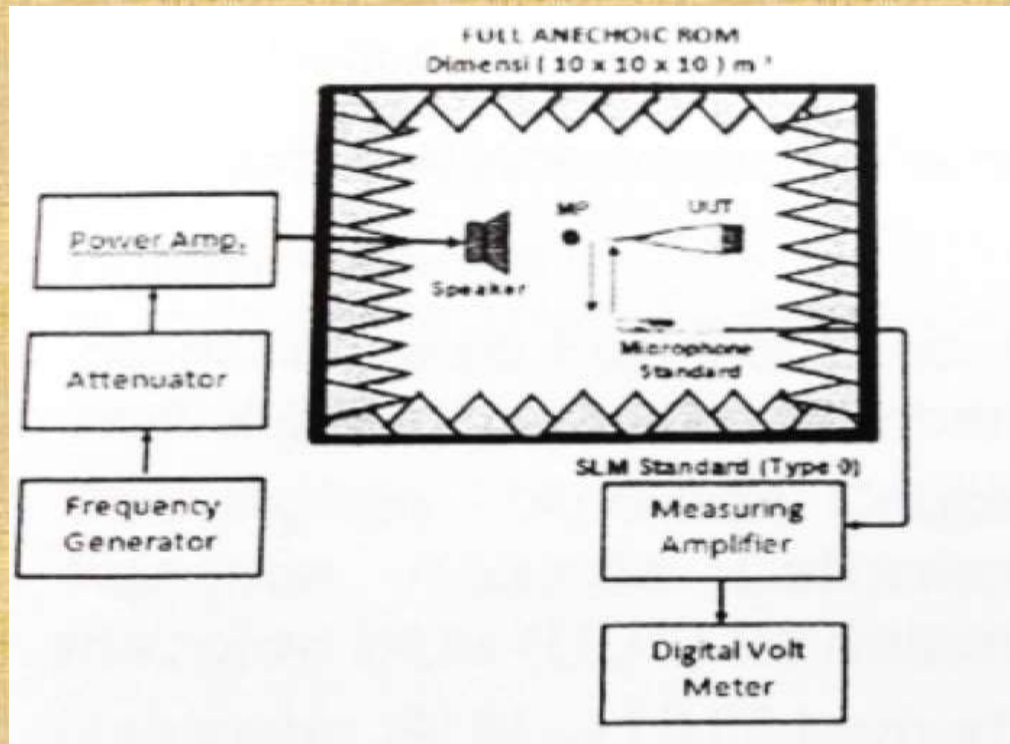 FULL ANECHOIC ROM
Dimensi ( 10 x 10 x 10 ) m ³
Power Amp.
Attenuator
Frequency
Generator
Speaker
MP
UUT
Microphone
Standard
SLM Standard (Type 0)
Measuring
Amplifier
Digital Volt
Meter